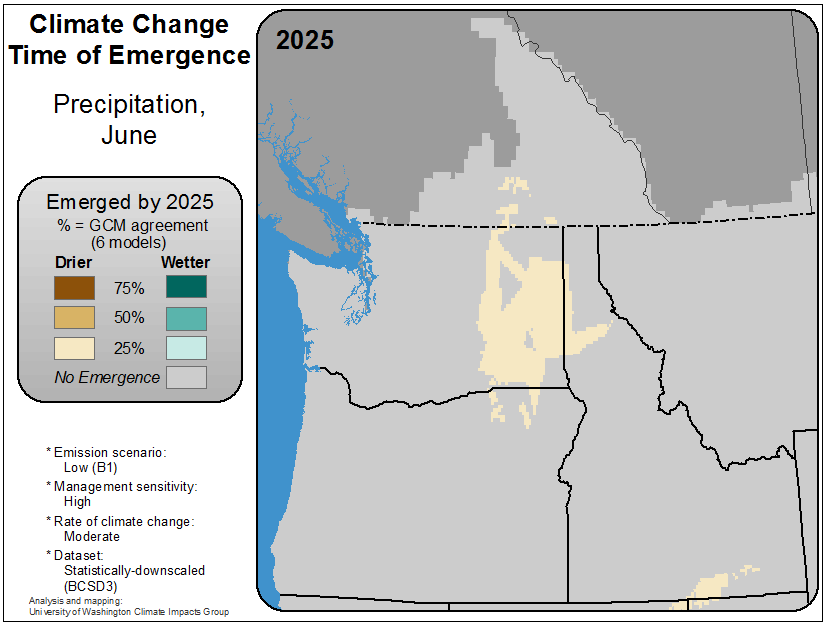 Climate Change
Time of Emergence
Precipitation,
June
2025
Emerged by 2025
% = GCM agreement
(6 models)
Drier Wetter
75%
50%
25%
No Emergence
* Emission scenario:
Low (B1)
* Management sensitivity:
High
* Rate of climate change:
Moderate
* Dataset:
Statistically-downscaled
(BCSD3)
Analysis and mapping:
University of Washington Climate Impacts Group